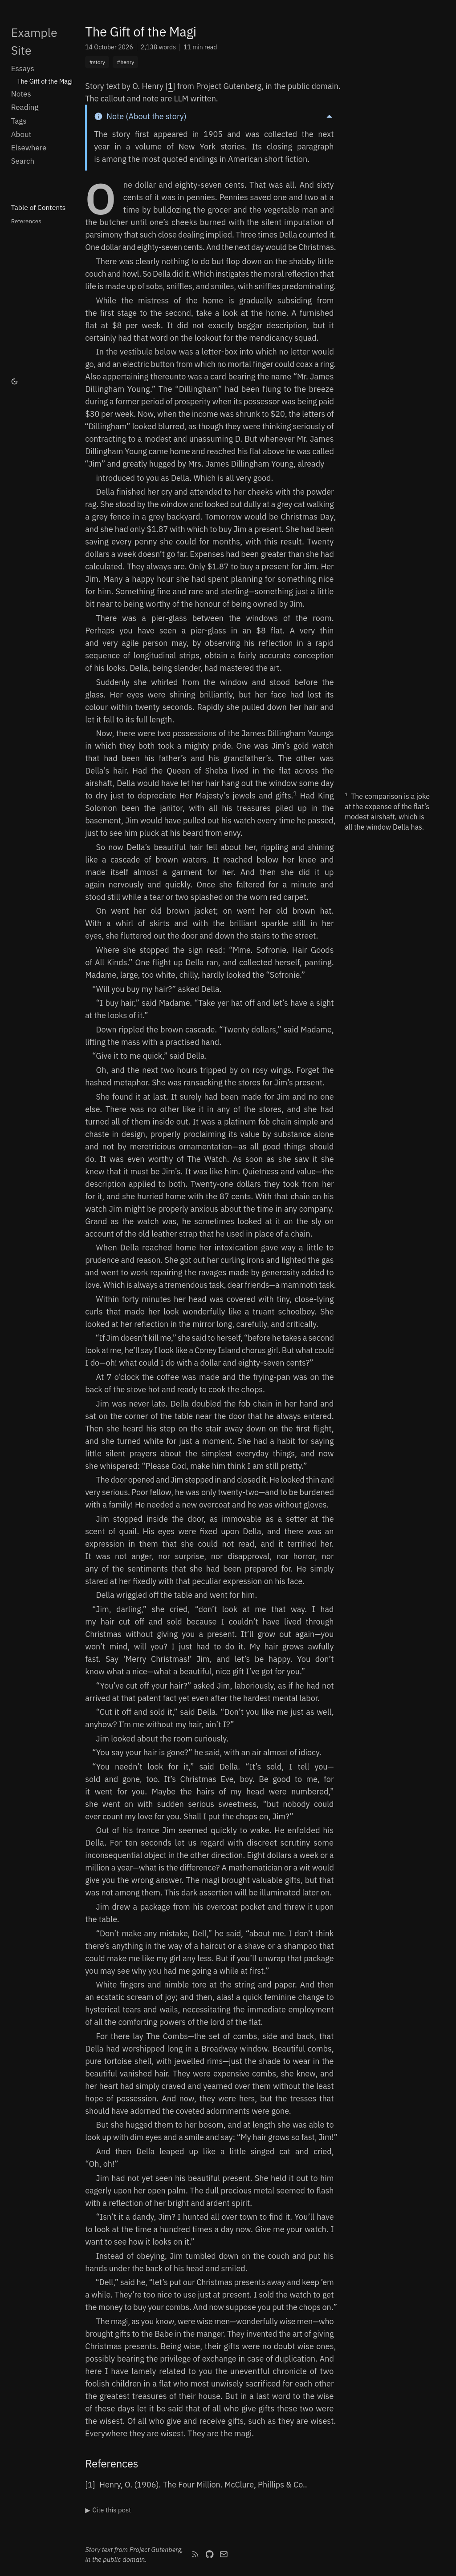 Example
Site
Essays
The Gift of the Magi
Notes
Reading
Tags
About
Elsewhere
Search
Table of Contents
References
The Gift of the Magi
14 October 2026 | 2,138 words | 11 min read
#story #henry
Story text by O. Henry [1] from Project Gutenberg, in the public domain.
The callout and note are LLM written.
Note (About the story)
The story first appeared in 1905 and was collected the next
year in a volume of New York stories. Its closing paragraph
is among the most quoted endings in American short fiction.
One dollar and eighty-seven cents. That was all. And sixty
cents of it was in pennies. Pennies saved one and two at a
time by bulldozing the grocer and the vegetable man and
the butcher until one's cheeks burned with the silent imputation of
parsimony that such close dealing implied. Three times Della counted it.
One dollar and eighty-seven cents. And the next day would be Christmas.
There was clearly nothing to do but flop down on the shabby little
couch and howl. So Della did it. Which instigates the moral reflection that
life is made up of sobs, sniffles, and smiles, with sniffles predominating.
While the mistress of the home is gradually subsiding from
the first stage to the second, take a look at the home. A furnished
flat at $8 per week. It did not exactly beggar description, but it
certainly had that word on the lookout for the mendicancy squad.
In the vestibule below was a letter-box into which no letter would
go, and an electric button from which no mortal finger could coax a ring.
Also appertaining thereunto was a card bearing the name “Mr. James
Dillingham Young.” The “Dillingham” had been flung to the breeze
during a former period of prosperity when its possessor was being paid
$30 per week. Now, when the income was shrunk to $20, the letters of
“Dillingham” looked blurred, as though they were thinking seriously of
contracting to a modest and unassuming D. But whenever Mr. James
Dillingham Young came home and reached his flat above he was called
“Jim” and greatly hugged by Mrs. James Dillingham Young, already
introduced to you as Della. Which is all very good.
Della finished her cry and attended to her cheeks with the powder
rag. She stood by the window and looked out dully at a grey cat walking
a grey fence in a grey backyard. Tomorrow would be Christmas Day,
and she had only $1.87 with which to buy Jim a present. She had been
saving every penny she could for months, with this result. Twenty
dollars a week doesn't go far. Expenses had been greater than she had
calculated. They always are. Only $1.87 to buy a present for Jim. Her
Jim. Many a happy hour she had spent planning for something nice
for him. Something fine and rare and sterling—something just a little
bit near to being worthy of the honour of being owned by Jim.
There was a pier-glass between the windows of the room.
Perhaps you have seen a pier-glass in an $8 flat. A very thin
and very agile person may, by observing his reflection in a rapid
sequence of longitudinal strips, obtain a fairly accurate conception
of his looks. Della, being slender, had mastered the art.
Suddenly she whirled from the window and stood before the
glass. Her eyes were shining brilliantly, but her face had lost its
colour within twenty seconds. Rapidly she pulled down her hair and
let it fall to its full length.
Now, there were two possessions of the James Dillingham Youngs
in which they both took a mighty pride. One was Jim's gold watch
that had been his father's and his grandfather's. The other was
Della's hair. Had the Queen of Sheba lived in the flat across the
airshaft, Della would have let her hair hang out the window some day
to dry just to depreciate Her Majesty's jewels and gifts.1 Had King
Solomon been the janitor, with all his treasures piled up in the
basement, Jim would have pulled out his watch every time he passed,
just to see him pluck at his beard from envy.
1 The comparison is a joke
at the expense of the flat's
modest airshaft, which is
all the window Della has.
So now Della's beautiful hair fell about her, rippling and shining
like a cascade of brown waters. It reached below her knee and
made itself almost a garment for her. And then she did it up
again nervously and quickly. Once she faltered for a minute and
stood still while a tear or two splashed on the worn red carpet.
On went her old brown jacket; on went her old brown hat.
With a whirl of skirts and with the brilliant sparkle still in her
eyes, she fluttered out the door and down the stairs to the street.
Where she stopped the sign read: “Mme. Sofronie. Hair Goods
of All Kinds.” One flight up Della ran, and collected herself, panting.
Madame, large, too white, chilly, hardly looked the “Sofronie.”
“Will you buy my hair?” asked Della.
“I buy hair,” said Madame. “Take yer hat off and let's have a sight
at the looks of it.”
Down rippled the brown cascade. “Twenty dollars,” said Madame,
lifting the mass with a practised hand.
“Give it to me quick,” said Della.
Oh, and the next two hours tripped by on rosy wings. Forget the
hashed metaphor. She was ransacking the stores for Jim's present.
She found it at last. It surely had been made for Jim and no one
else. There was no other like it in any of the stores, and she had
turned all of them inside out. It was a platinum fob chain simple and
chaste in design, properly proclaiming its value by substance alone
and not by meretricious ornamentation—as all good things should
do. It was even worthy of The Watch. As soon as she saw it she
knew that it must be Jim's. It was like him. Quietness and value—the
description applied to both. Twenty-one dollars they took from her
for it, and she hurried home with the 87 cents. With that chain on his
watch Jim might be properly anxious about the time in any company.
Grand as the watch was, he sometimes looked at it on the sly on
account of the old leather strap that he used in place of a chain.
When Della reached home her intoxication gave way a little to
prudence and reason. She got out her curling irons and lighted the gas
and went to work repairing the ravages made by generosity added to
love. Which is always a tremendous task, dear friends—a mammoth task.
Within forty minutes her head was covered with tiny, close-lying
curls that made her look wonderfully like a truant schoolboy. She
looked at her reflection in the mirror long, carefully, and critically.
“If Jim doesn't kill me,” she said to herself, “before he takes a second
look at me, he'll say I look like a Coney Island chorus girl. But what could
I do—oh! what could I do with a dollar and eighty-seven cents?”
At 7 o'clock the coffee was made and the frying-pan was on the
back of the stove hot and ready to cook the chops.
Jim was never late. Della doubled the fob chain in her hand and
sat on the corner of the table near the door that he always entered.
Then she heard his step on the stair away down on the first flight,
and she turned white for just a moment. She had a habit for saying
little silent prayers about the simplest everyday things, and now
she whispered: “Please God, make him think I am still pretty.”
The door opened and Jim stepped in and closed it. He looked thin and
very serious. Poor fellow, he was only twenty-two—and to be burdened
with a family! He needed a new overcoat and he was without gloves.
Jim stopped inside the door, as immovable as a setter at the
scent of quail. His eyes were fixed upon Della, and there was an
expression in them that she could not read, and it terrified her.
It was not anger, nor surprise, nor disapproval, nor horror, nor
any of the sentiments that she had been prepared for. He simply
stared at her fixedly with that peculiar expression on his face.
Della wriggled off the table and went for him.
“Jim, darling,” she cried, “don't look at me that way. I had
my hair cut off and sold because I couldn't have lived through
Christmas without giving you a present. It'll grow out again—you
won't mind, will you? I just had to do it. My hair grows awfully
fast. Say ‘Merry Christmas!’ Jim, and let's be happy. You don't
know what a nice—what a beautiful, nice gift I've got for you.”
“You've cut off your hair?” asked Jim, laboriously, as if he had not
arrived at that patent fact yet even after the hardest mental labor.
“Cut it off and sold it,” said Della. “Don't you like me just as well,
anyhow? I'm me without my hair, ain't I?”
Jim looked about the room curiously.
“You say your hair is gone?” he said, with an air almost of idiocy.
“You needn't look for it,” said Della. “It's sold, I tell you—
sold and gone, too. It's Christmas Eve, boy. Be good to me, for
it went for you. Maybe the hairs of my head were numbered,”
she went on with sudden serious sweetness, “but nobody could
ever count my love for you. Shall I put the chops on, Jim?”
Out of his trance Jim seemed quickly to wake. He enfolded his
Della. For ten seconds let us regard with discreet scrutiny some
inconsequential object in the other direction. Eight dollars a week or a
million a year—what is the difference? A mathematician or a wit would
give you the wrong answer. The magi brought valuable gifts, but that
was not among them. This dark assertion will be illuminated later on.
Jim drew a package from his overcoat pocket and threw it upon
the table.
“Don't make any mistake, Dell,” he said, “about me. I don't think
there's anything in the way of a haircut or a shave or a shampoo that
could make me like my girl any less. But if you'll unwrap that package
you may see why you had me going a while at first.”
White fingers and nimble tore at the string and paper. And then
an ecstatic scream of joy; and then, alas! a quick feminine change to
hysterical tears and wails, necessitating the immediate employment
of all the comforting powers of the lord of the flat.
For there lay The Combs—the set of combs, side and back, that
Della had worshipped long in a Broadway window. Beautiful combs,
pure tortoise shell, with jewelled rims—just the shade to wear in the
beautiful vanished hair. They were expensive combs, she knew, and
her heart had simply craved and yearned over them without the least
hope of possession. And now, they were hers, but the tresses that
should have adorned the coveted adornments were gone.
But she hugged them to her bosom, and at length she was able to
look up with dim eyes and a smile and say: “My hair grows so fast, Jim!”
And then Della leaped up like a little singed cat and cried,
“Oh, oh!”
Jim had not yet seen his beautiful present. She held it out to him
eagerly upon her open palm. The dull precious metal seemed to flash
with a reflection of her bright and ardent spirit.
“Isn't it a dandy, Jim? I hunted all over town to find it. You'll have
to look at the time a hundred times a day now. Give me your watch. I
want to see how it looks on it.”
Instead of obeying, Jim tumbled down on the couch and put his
hands under the back of his head and smiled.
“Dell,” said he, “let's put our Christmas presents away and keep 'em
a while. They're too nice to use just at present. I sold the watch to get
the money to buy your combs. And now suppose you put the chops on.”
The magi, as you know, were wise men—wonderfully wise men—who
brought gifts to the Babe in the manger. They invented the art of giving
Christmas presents. Being wise, their gifts were no doubt wise ones,
possibly bearing the privilege of exchange in case of duplication. And
here I have lamely related to you the uneventful chronicle of two
foolish children in a flat who most unwisely sacrificed for each other
the greatest treasures of their house. But in a last word to the wise
of these days let it be said that of all who give gifts these two were
the wisest. Of all who give and receive gifts, such as they are wisest.
Everywhere they are wisest. They are the magi.
References
[1] Henry, O. (1906). The Four Million. McClure, Phillips & Co..
▶ Cite this post
Story text from Project Gutenberg,
in the public domain.